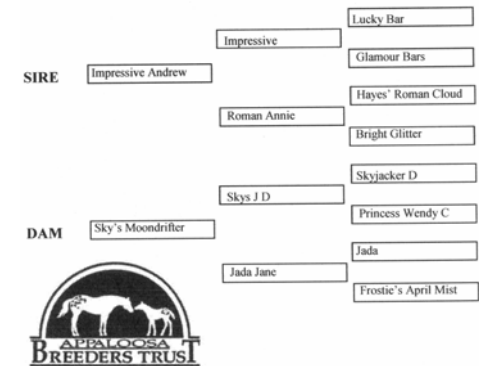 Lucky Bar
Impressive
Glamour Bars
SIRE
Impressive Andrew
Hayes' Roman Cloud
Roman Annie
Bright Glitter
Skyjacker D
Skys J D
Princess Wendy C
DAM
Sky's Moondrifter
Jada
Jada Jane
Frostie's April Mist
APPALOOSA
BREEDERS TRUST